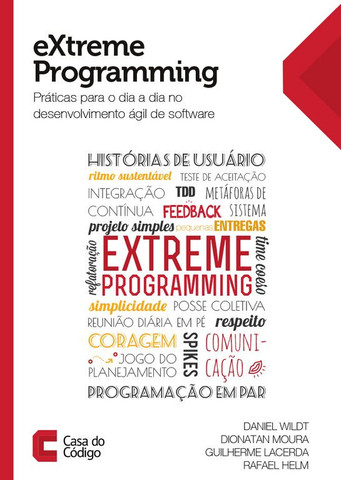 eXtreme
Programming
Práticas para o dia a dia no
desenvolvimento ágil de software
HISTÓRIAS DE USUÁRIO
ritmo sustentável TESTE DE ACEITAÇÃO
INTEGRAÇÃO TDD METÁFORAS DE
CONTÍNUA FEEDBACK SISTEMA
projeto simples pequenas ENTREGAS
refatoração
EXTREME
PROGRAMMING
time coeso
simplicidade POSSE COLETIVA
REUNIÃO DIÁRIA EM PÉ respeito
CORAGEM SPIKES COMUNI-
JOGO DO CAÇÃO
PLANEJAMENTO
PROGRAMAÇÃO EM PAR
DANIEL WILDT
DIONATAN MOURA
GUILHERME LACERDA
RAFAEL HELM
Casa do
Código